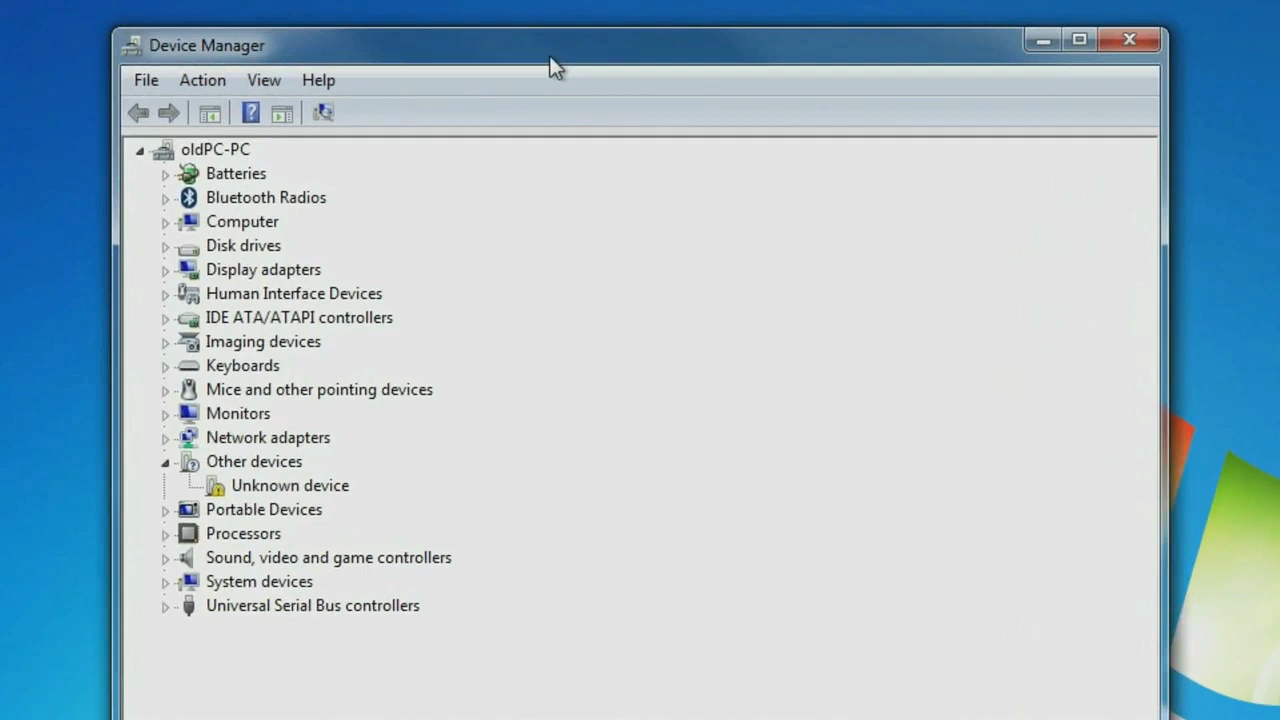 Device Manager
File Action View Help
oldPC-PC
Batteries
Bluetooth Radios
Computer
Disk drives
Display adapters
Human Interface Devices
IDE ATA/ATAPI controllers
Imaging devices
Keyboards
Mice and other pointing devices
Monitors
Network adapters
Other devices
Unknown device
Portable Devices
Processors
Sound, video and game controllers
System devices
Universal Serial Bus controllers